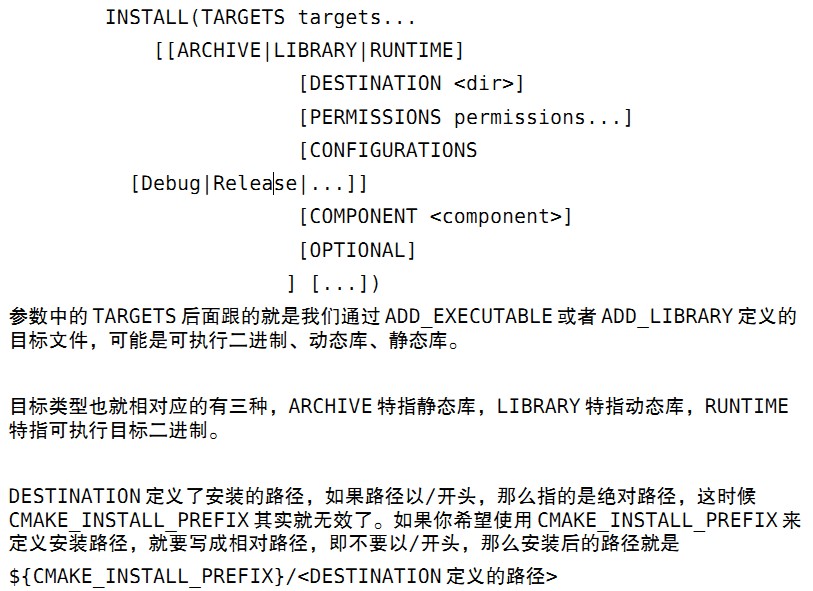 INSTALL(TARGETS targets...
[[ARCHIVE|LIBRARY|RUNTIME]
[DESTINATION <dir>]
[PERMISSIONS permissions...]
[CONFIGURATIONS
[Debug|Release|...]]
[COMPONENT <component>]
[OPTIONAL]
] [...])
参数中的 TARGETS 后面跟的就是我们通过 ADD_EXECUTABLE 或者 ADD_LIBRARY 定义的
目标文件，可能是可执行二进制、动态库、静态库。
目标类型也就相对应的有三种，ARCHIVE 特指静态库，LIBRARY 特指动态库，RUNTIME
特指可执行目标二进制。
DESTINATION 定义了安装的路径，如果路径以/开头，那么指的是绝对路径，这时候
CMAKE_INSTALL_PREFIX 其实就无效了。如果你希望使用 CMAKE_INSTALL_PREFIX 来
定义安装路径，就要写成相对路径，即不要以/开头，那么安装后的路径就是
${CMAKE_INSTALL_PREFIX}/<DESTINATION 定义的路径>